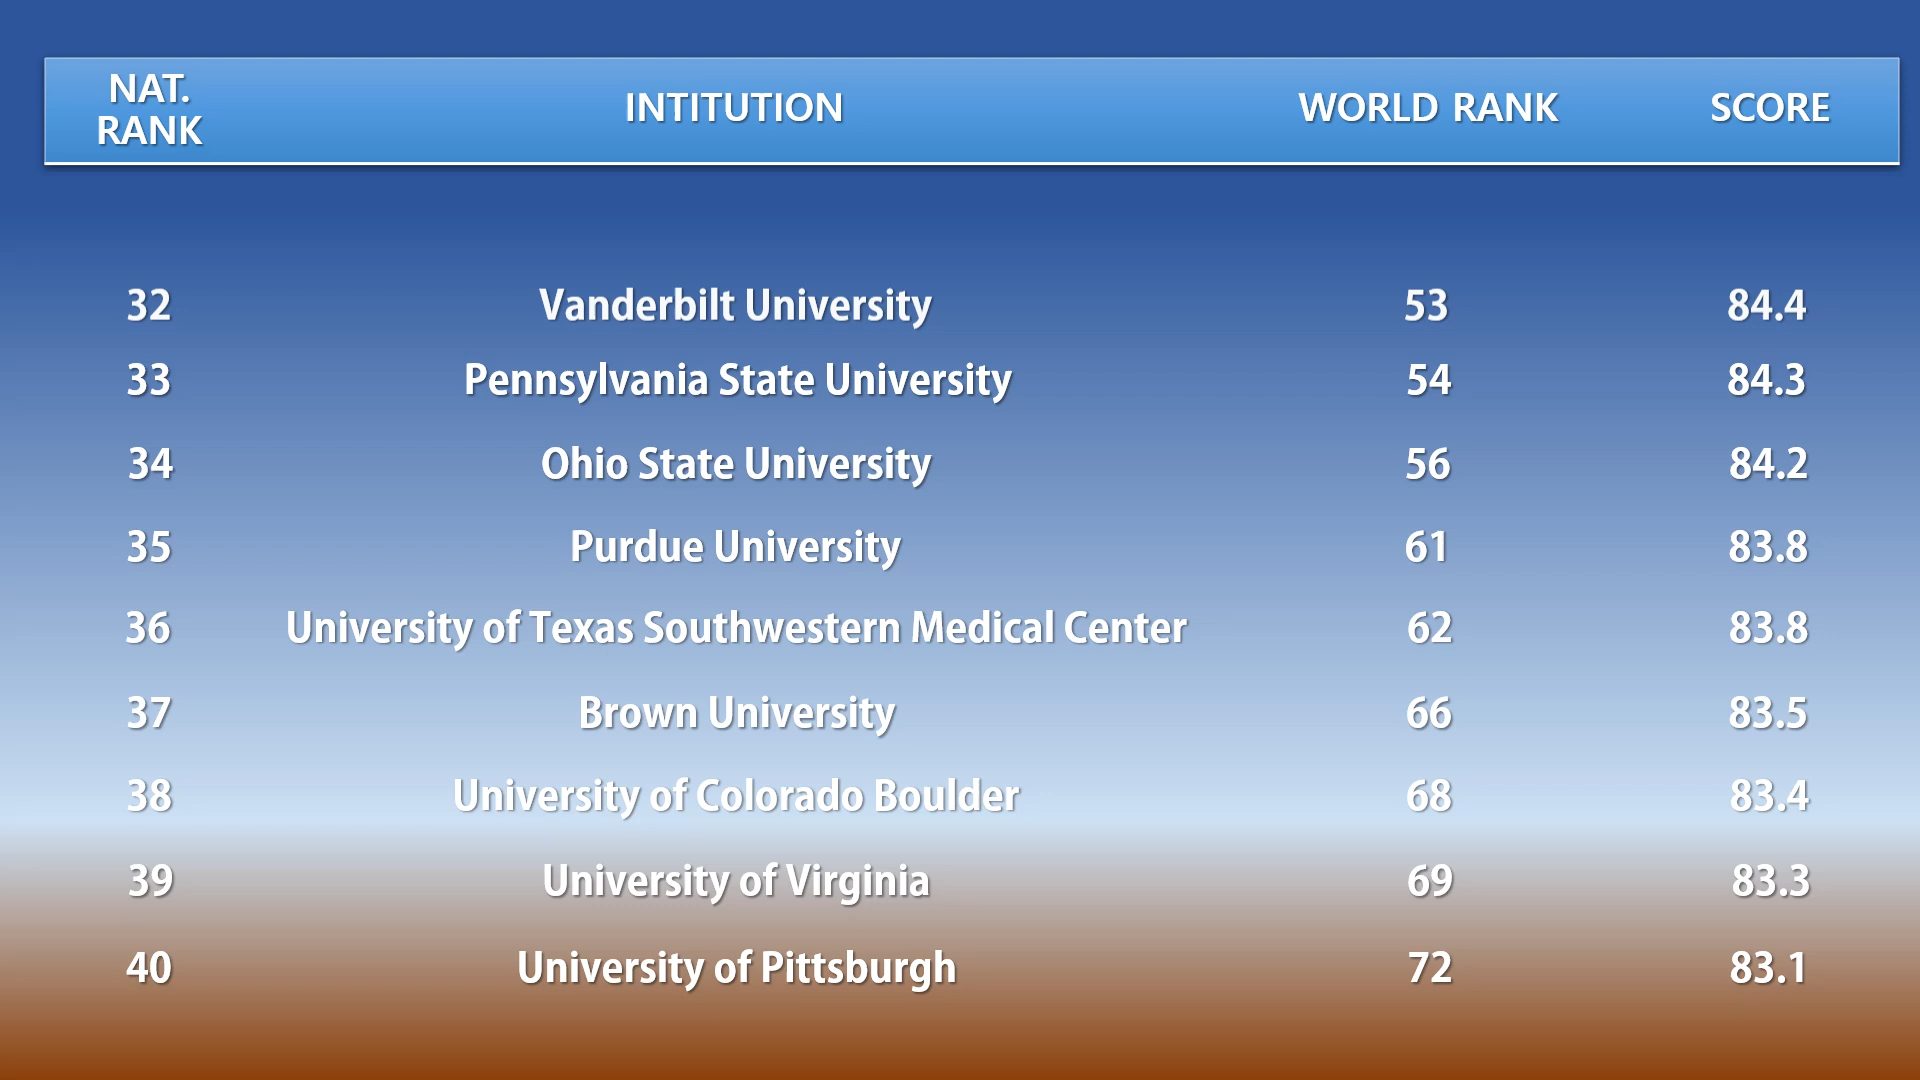 NAT. RANK INTITUTION WORLD RANK SCORE
32 Vanderbilt University 53 84.4
33 Pennsylvania State University 54 84.3
34 Ohio State University 56 84.2
35 Purdue University 61 83.8
36 University of Texas Southwestern Medical Center 62 83.8
37 Brown University 66 83.5
38 University of Colorado Boulder 68 83.4
39 University of Virginia 69 83.3
40 University of Pittsburgh 72 83.1